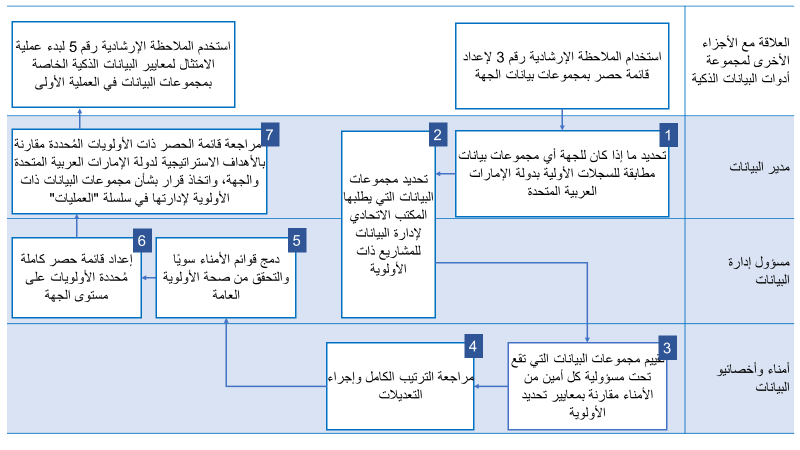 العلاقة مع الأجزاء
الأخرى لمجموعة
أدوات البيانات الذكية
استخدام الملاحظة الإرشادية رقم 3 لإعداد
قائمة حصر بمجموعات بيانات الجهة
استخدم الملاحظة الإرشادية رقم 5 لبدء عملية
الامتثال لمعايير البيانات الذكية الخاصة
بمجموعات البيانات في العملية الأولى
مدير البيانات
1
تحديد ما إذا كان للجهة أي مجموعات بيانات
مطابقة للسجلات الأولية بدولة الإمارات
العربية المتحدة
2
تحديد مجموعات
البيانات التي يطلبها
المكتب الاتحادي
لإدارة البيانات
للمشاريع ذات
الأولوية
7
مراجعة قائمة الحصر ذات الأولويات المُحددة مقارنة
بالأهداف الاستراتيجية لدولة الإمارات العربية المتحدة
والجهة، واتخاذ قرار بشأن مجموعات البيانات ذات
الأولوية لإدارتها في سلسلة "العمليات"
مسؤول إدارة
البيانات
5
دمج قوائم الأمناء سويًا
والتحقق من صحة الأولوية
العامة
6
إعداد قائمة حصر كاملة
مُحددة الأولويات على
مستوى الجهة
أمناء وأخصائيو
البيانات
3
تقييم مجموعات البيانات التي تقع
تحت مسؤولية كل أمين من
الأمناء مقارنة بمعايير تحديد
الأولوية
4
مراجعة الترتيب الكامل وإجراء
التعديلات